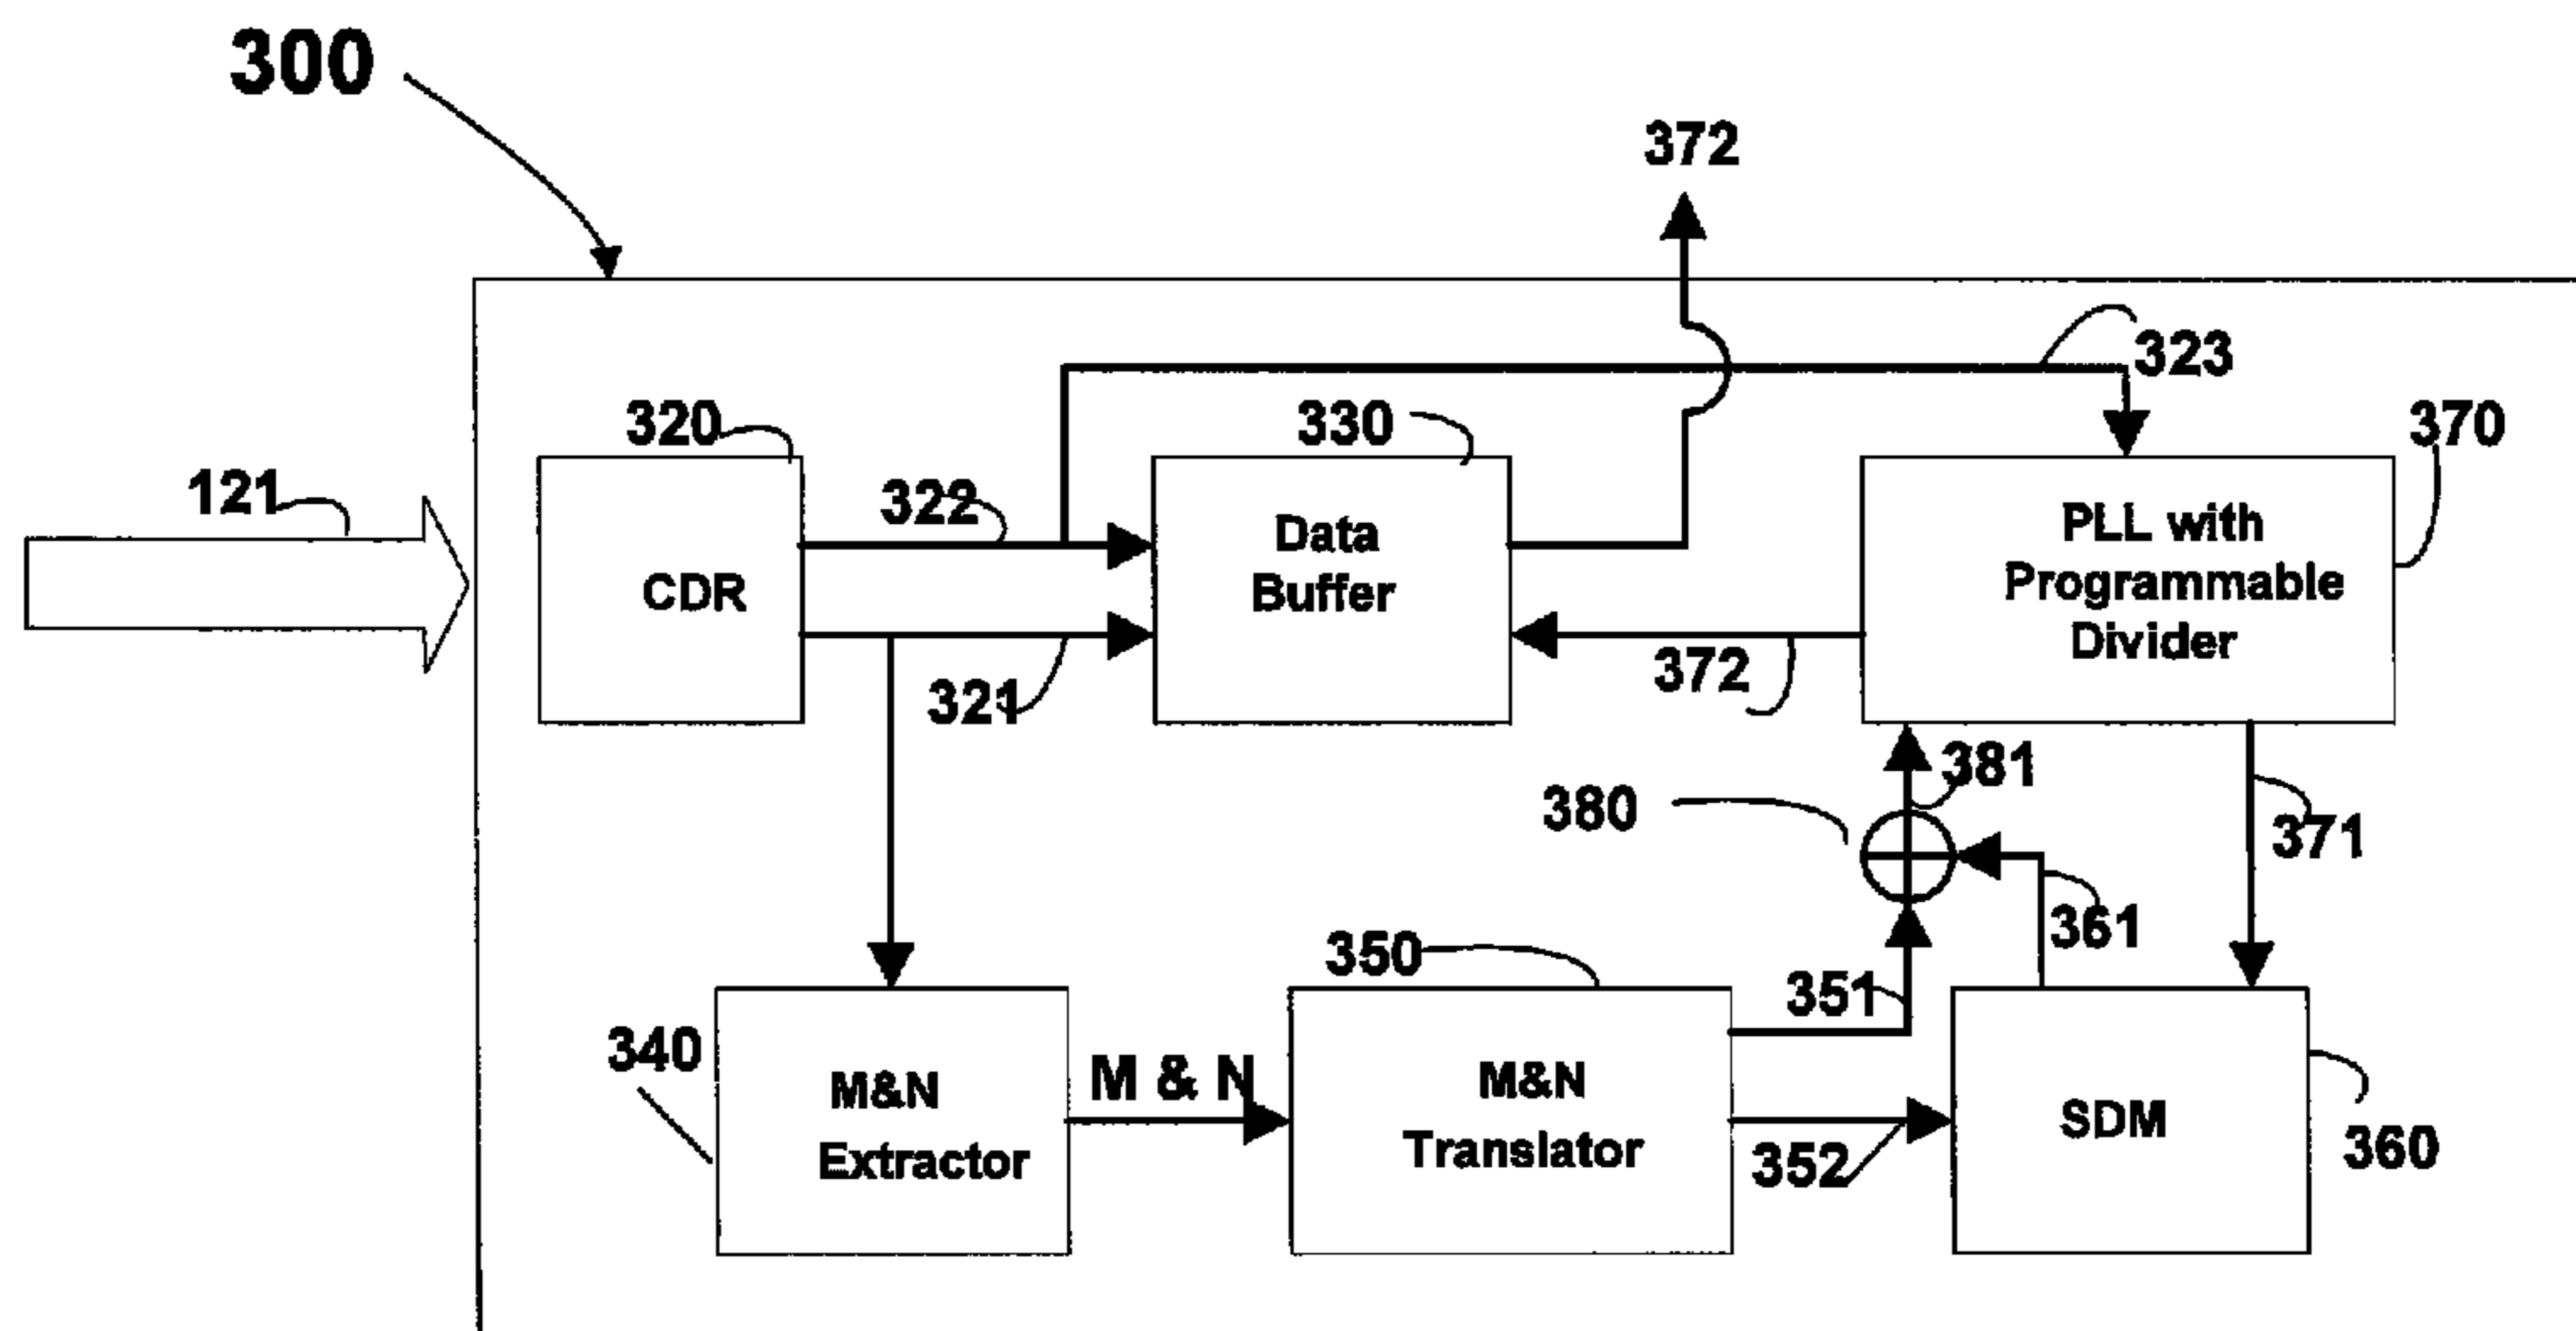 300
372
323
320
330
370
121
322
CDR
Data
Buffer
PLL with
Programmable
Divider
321
372
381
380
371
361
350
351
340
M&N
Extractor
M & N
M&N
Translator
352
SDM
360